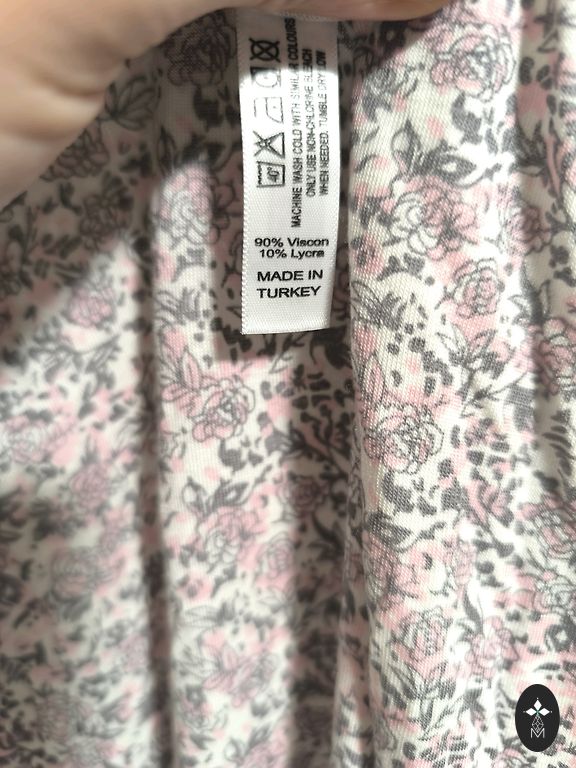 40°
MACHINE WASH COLD WITH SIMILAR COLOURS
ONLY USE NON-CHLORINE BLEACH
WHEN NEEDED. TUMBLE DRY LOW
90% Viscon
10% Lycra
MADE IN
TURKEY
M